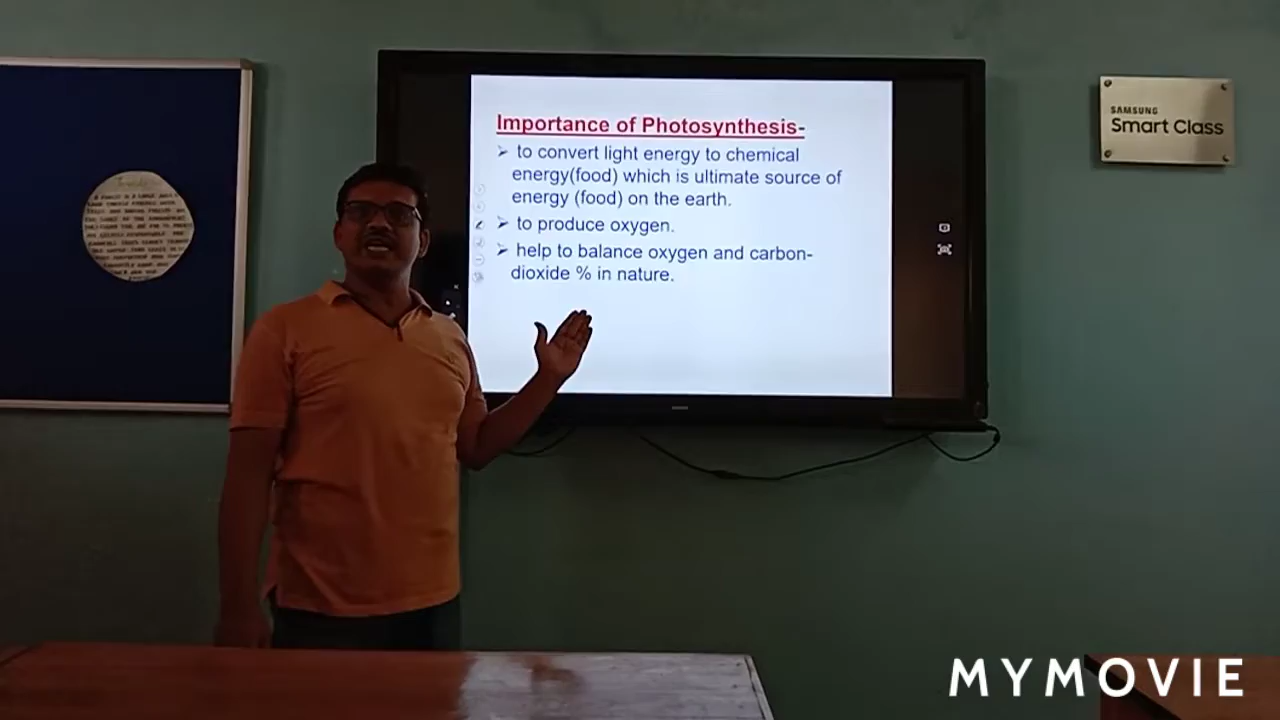 Importance of Photosynthesis-
➢ to convert light energy to chemical
energy(food) which is ultimate source of
energy (food) on the earth.
➢ to produce oxygen.
➢ help to balance oxygen and carbon-
dioxide % in nature.
SAMSUNG
Smart Class
MYMOVIE